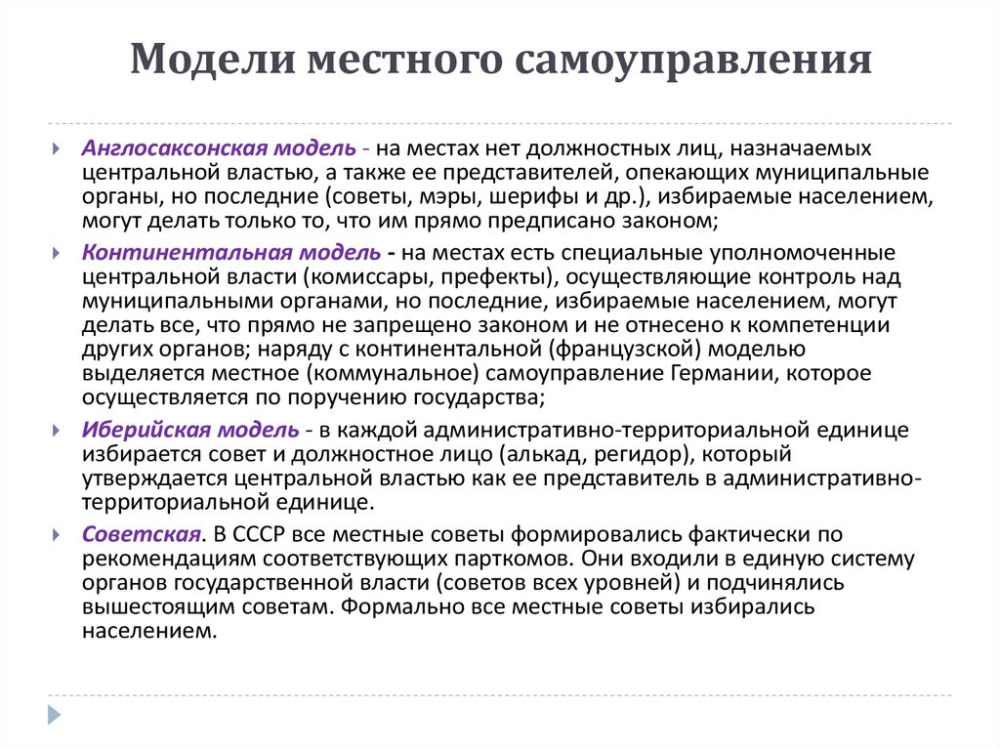 Модели местного самоуправления
Англосаксонская модель - на местах нет должностных лиц, назначаемых
центральной властью, а также ее представителей, опекающих муниципальные
органы, но последние (советы, мэры, шерифы и др.), избираемые населением,
могут делать только то, что им прямо предписано законом;
Континентальная модель - на местах есть специальные уполномоченные
центральной власти (комиссары, префекты), осуществляющие контроль над
муниципальными органами, но последние, избираемые населением, могут
делать все, что прямо не запрещено законом и не отнесено к компетенции
других органов; наряду с континентальной (французской) моделью
выделяется местное (коммунальное) самоуправление Германии, которое
осуществляется по поручению государства;
Иберийская модель - в каждой административно-территориальной единице
избирается совет и должностное лицо (алькад, регидор), который
утверждается центральной властью как ее представитель в административно-
территориальной единице.
Советская. В СССР все местные советы формировались фактически по
рекомендациям соответствующих парткомов. Они входили в единую систему
органов государственной власти (советов всех уровней) и подчинялись
вышестоящим советам. Формально все местные советы избирались
населением.